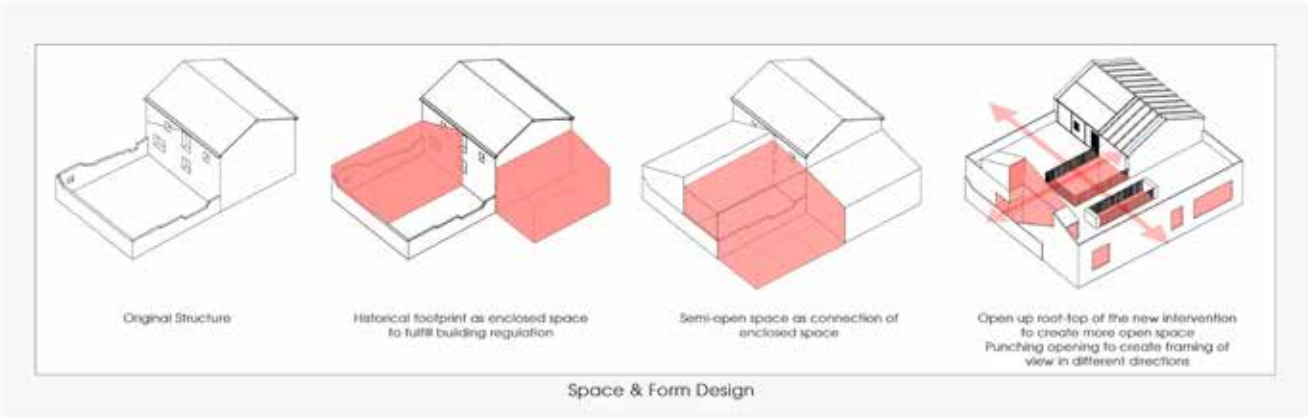 Original Structure
Historical footprint as enclosed space
to fulfill building regulation
Semi-open space as connection of
enclosed space
Open up root-top of the new intervention
to create more open space
Punching opening to create framing of
view in different directions
Space & Form Design